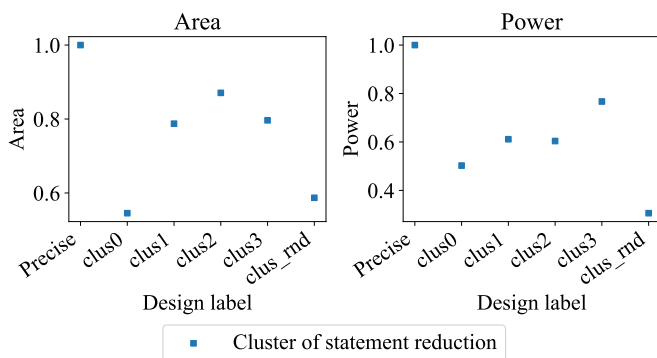 Area
1.0
0.8
0.6
Area
Precise
clus0
clus1
clus2
clus3
clus_rnd
Design label
Power
1.0
0.8
0.6
0.4
Power
Precise
clus0
clus1
clus2
clus3
clus_rnd
Design label
Cluster of statement reduction